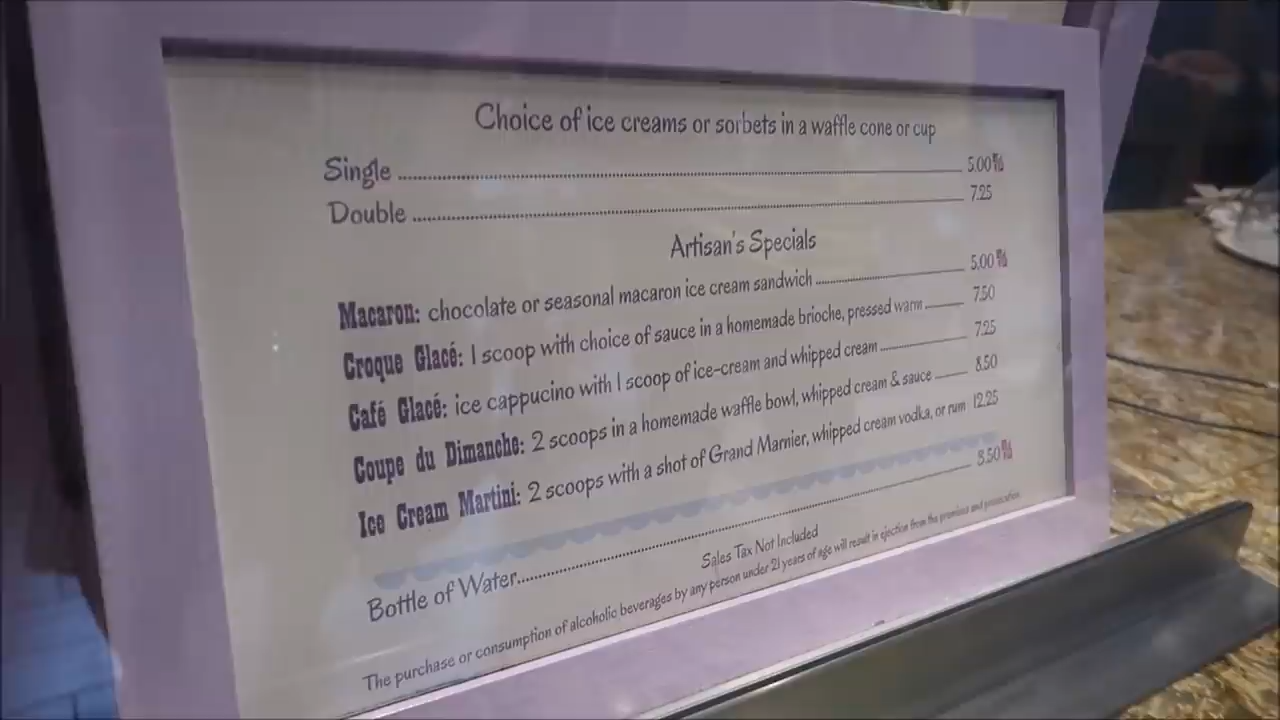 Choice of ice creams or sorbets in a waffle cone or cup
Single 5.00
Double 7.25
Artisan's Specials
Macaron: chocolate or seasonal macaron ice cream sandwich 5.00
Croque Glacé: 1 scoop with choice of sauce in a homemade brioche, pressed warm 7.50
Café Glacé: ice cappucino with 1 scoop of ice-cream and whipped cream 7.25
Coupe du Dimanche: 2 scoops in a homemade waffle bowl, whipped cream & sauce 8.50
Ice Cream Martini: 2 scoops with a shot of Grand Marnier, whipped cream vodka, or rum 12.25
Bottle of Water 3.50
Sales Tax Not Included
The purchase or consumption of alcoholic beverages by any person under 21 years of age will result in ejection from the premises and prosecution.